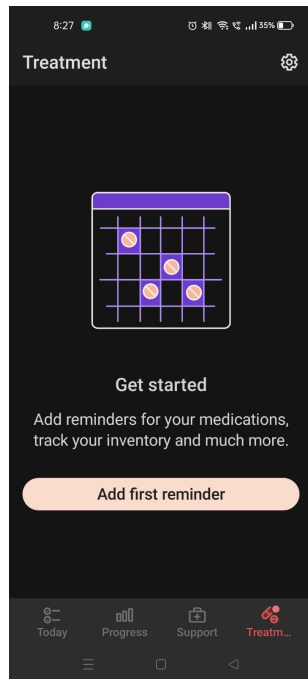 8:27
35%
Treatment
Get started
Add reminders for your medications,
track your inventory and much more.
Add first reminder
Today
Progress
Support
Treatm...